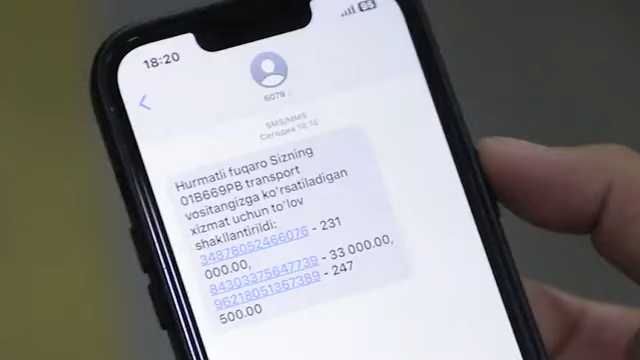 18:20
93
6079
SMS/MMS
Сегодня 18:10
Hurmatli fuqaro Sizning
01B669PB transport
vositangizga ko'rsatiladigan
xizmat uchun to'lov
shakllantirildi:
34878052466076 - 231
000.00,
84303375647739 - 33 000.00,
96218051367389 - 247
500.00